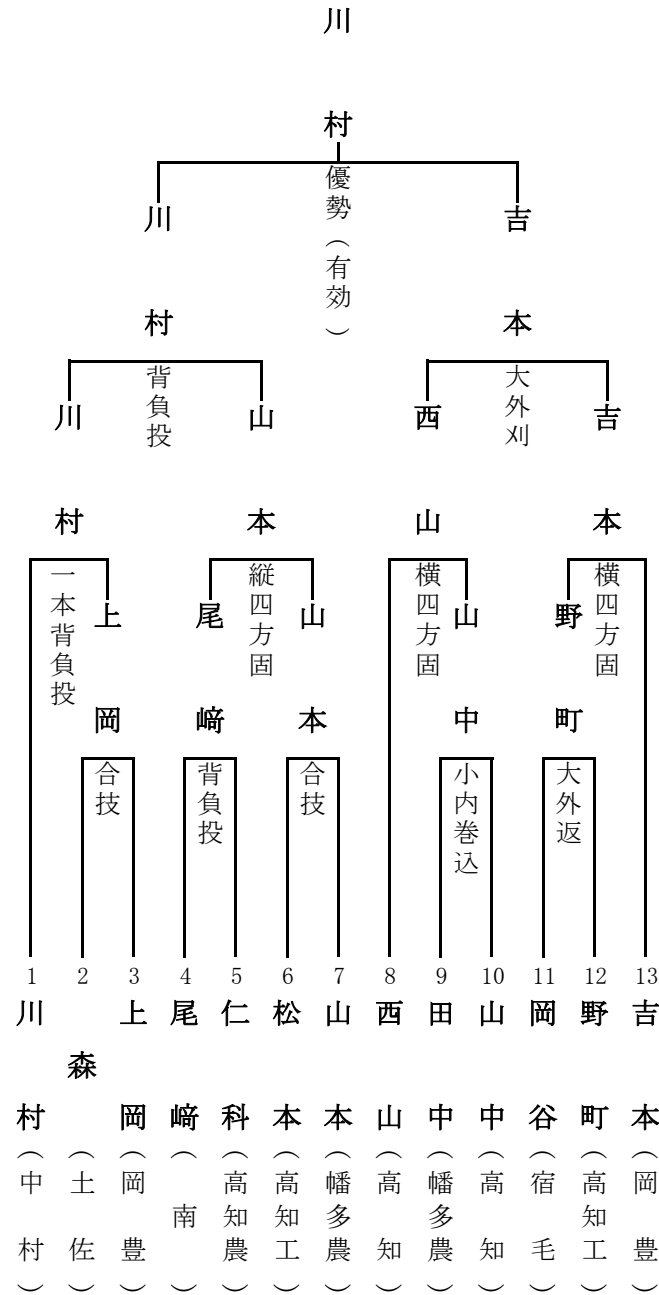 川村
優勢（有効）
川村
吉本
背負投
大外刈
川村
山本
西山
吉本
一本背負投
縦四方固
横四方固
横四方固
上岡
尾﨑
山本
山中
野町
合技
背負投
合技
小内巻込
大外返
1 川村（中村）
2 森（土佐）
3 上岡（岡豊）
4 尾﨑（南）
5 仁科（高知農）
6 松本（高知工）
7 山本（幡多農）
8 西山（高知）
9 田中（幡多農）
10 山中（高知）
11 岡谷（宿毛）
12 野町（高知工）
13 吉本（岡豊）